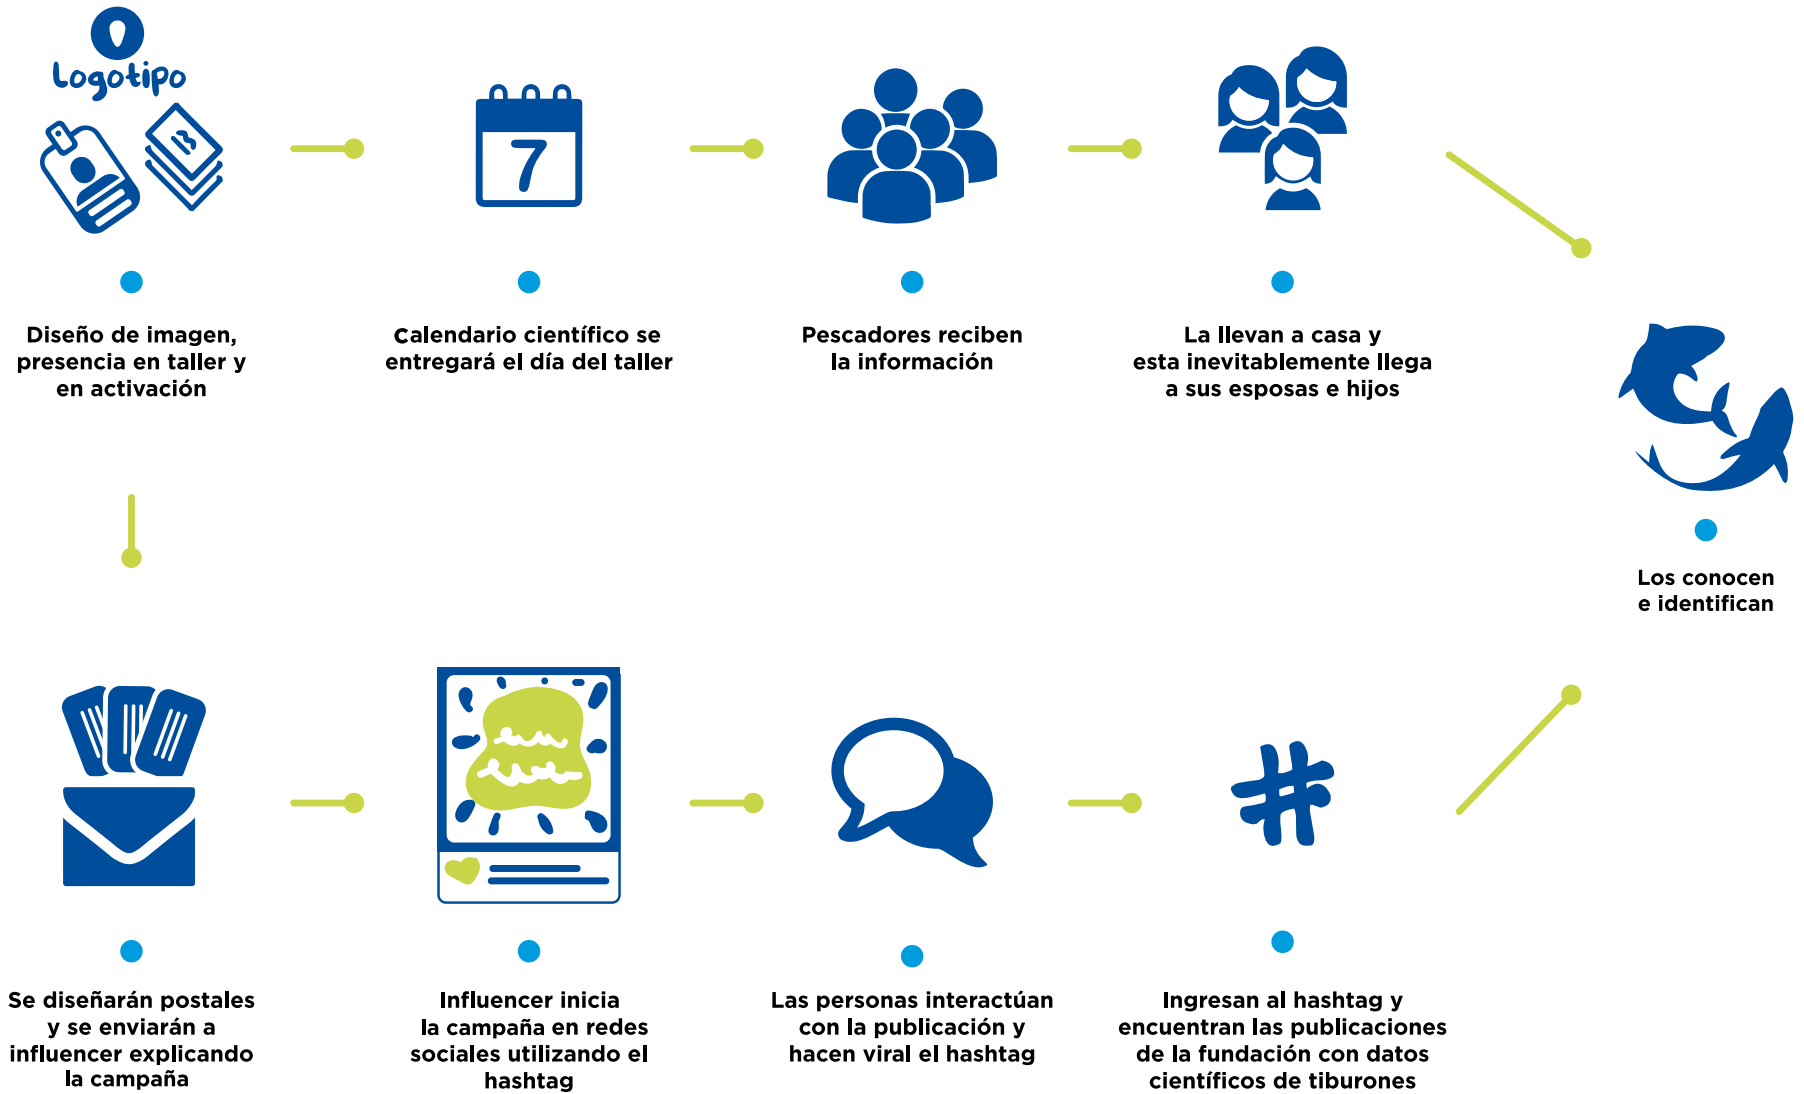 Logotipo
7
Diseño de imagen,
presencia en taller y
en activación
Calendario científico se
entregará el día del taller
Pescadores reciben
la información
La llevan a casa y
esta inevitablemente llega
a sus esposas e hijos
Los conocen
e identifican
Se diseñarán postales
y se enviarán a
influencer explicando
la campaña
Influencer inicia
la campaña en redes
sociales utilizando el
hashtag
Las personas interactúan
con la publicación y
hacen viral el hashtag
#
Ingresan al hashtag y
encuentran las publicaciones
de la fundación con datos
científicos de tiburones